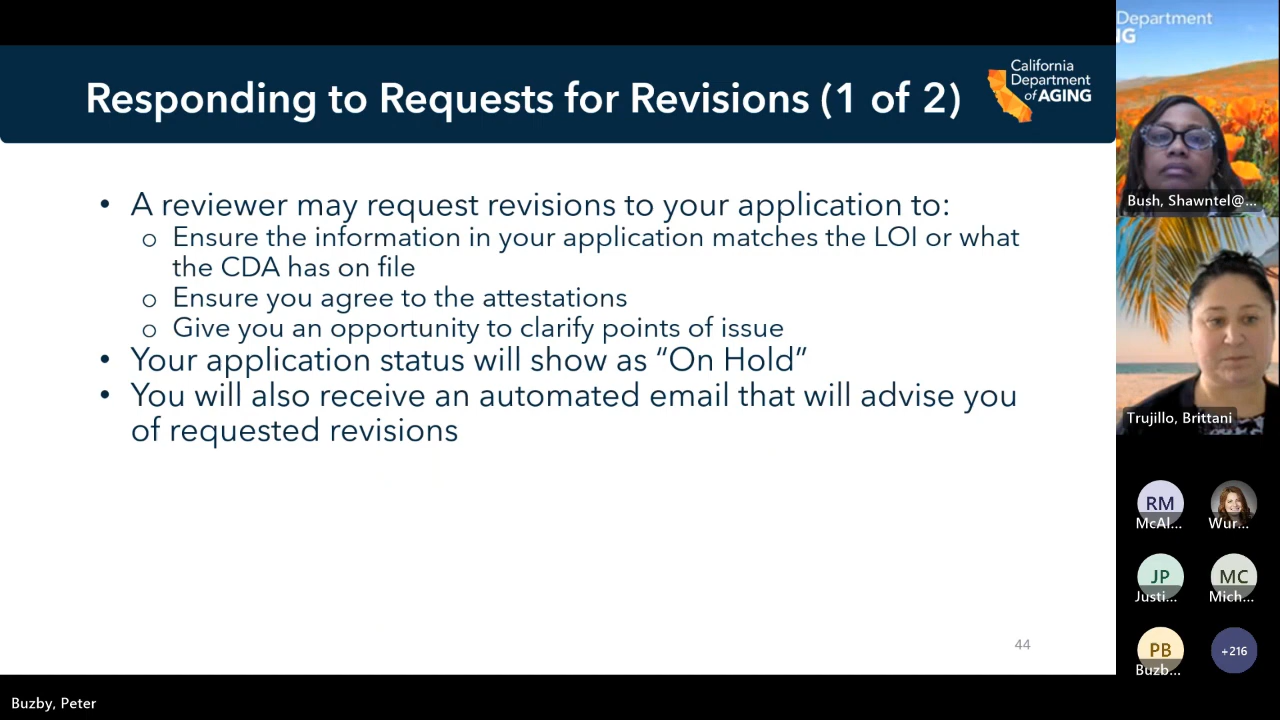 Responding to Requests for Revisions (1 of 2)
California
Department
of AGING
• A reviewer may request revisions to your application to:
o Ensure the information in your application matches the LOI or what
the CDA has on file
o Ensure you agree to the attestations
o Give you an opportunity to clarify points of issue
• Your application status will show as “On Hold”
• You will also receive an automated email that will advise you
of requested revisions
44
Buzby, Peter
Department
NG
Bush, Shawntel@...
Trujillo, Brittani
RM
McAl...
Wur...
JP
Justi...
MC
Mich...
PB
Buzb...
+216